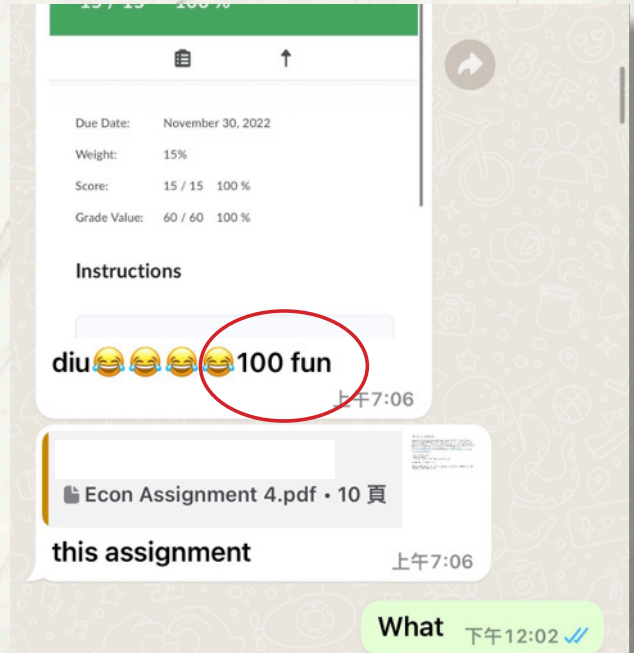 15 / 15 100 %
Due Date: November 30, 2022
Weight: 15%
Score: 15 / 15 100 %
Grade Value: 60 / 60 100 %
Instructions
diu😂😂😂😂100 fun
上午7:06
Econ Assignment 4.pdf • 10 頁
this assignment
上午7:06
What
下午12:02